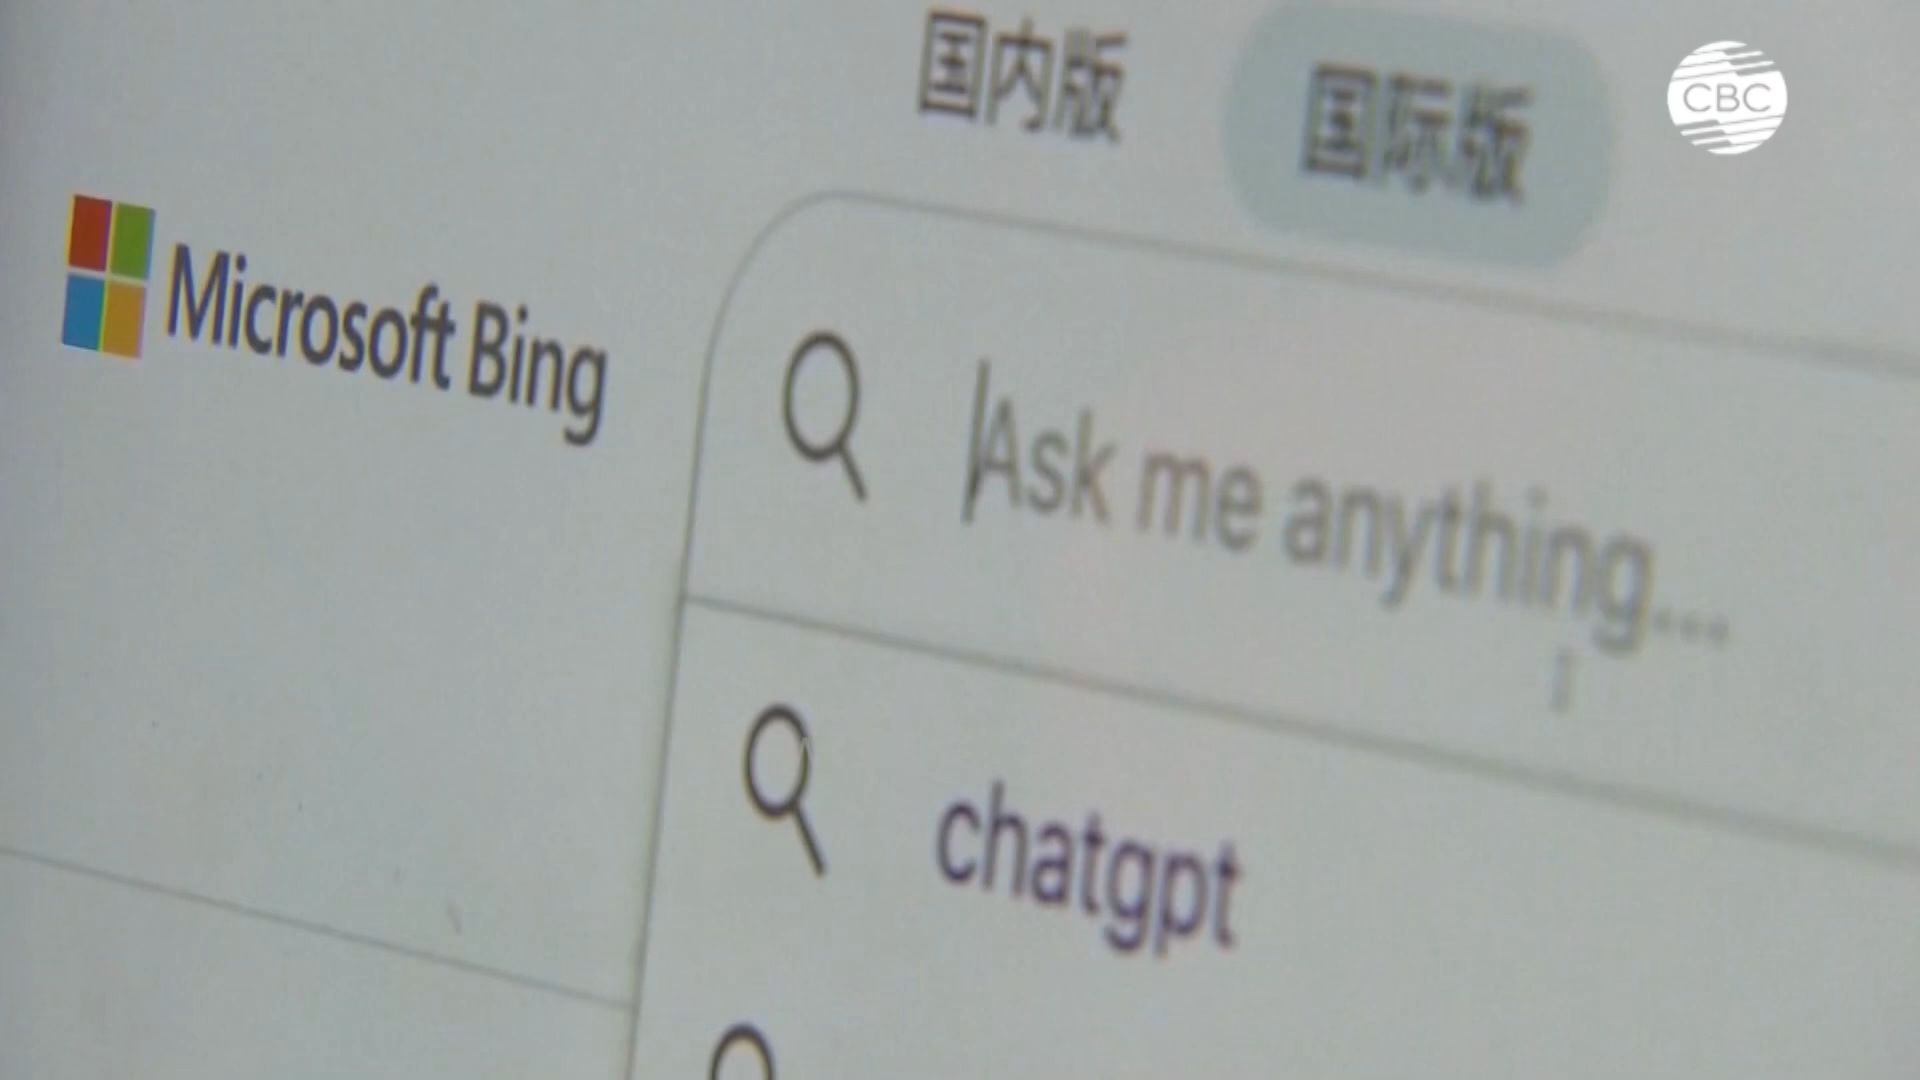 国内版 国际版
CBC
Microsoft Bing
Ask me anything...
chatgpt